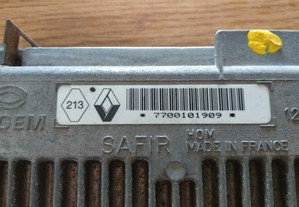 213
* 7700101909 *
SAFIR
HOM
MADE IN FRANCE